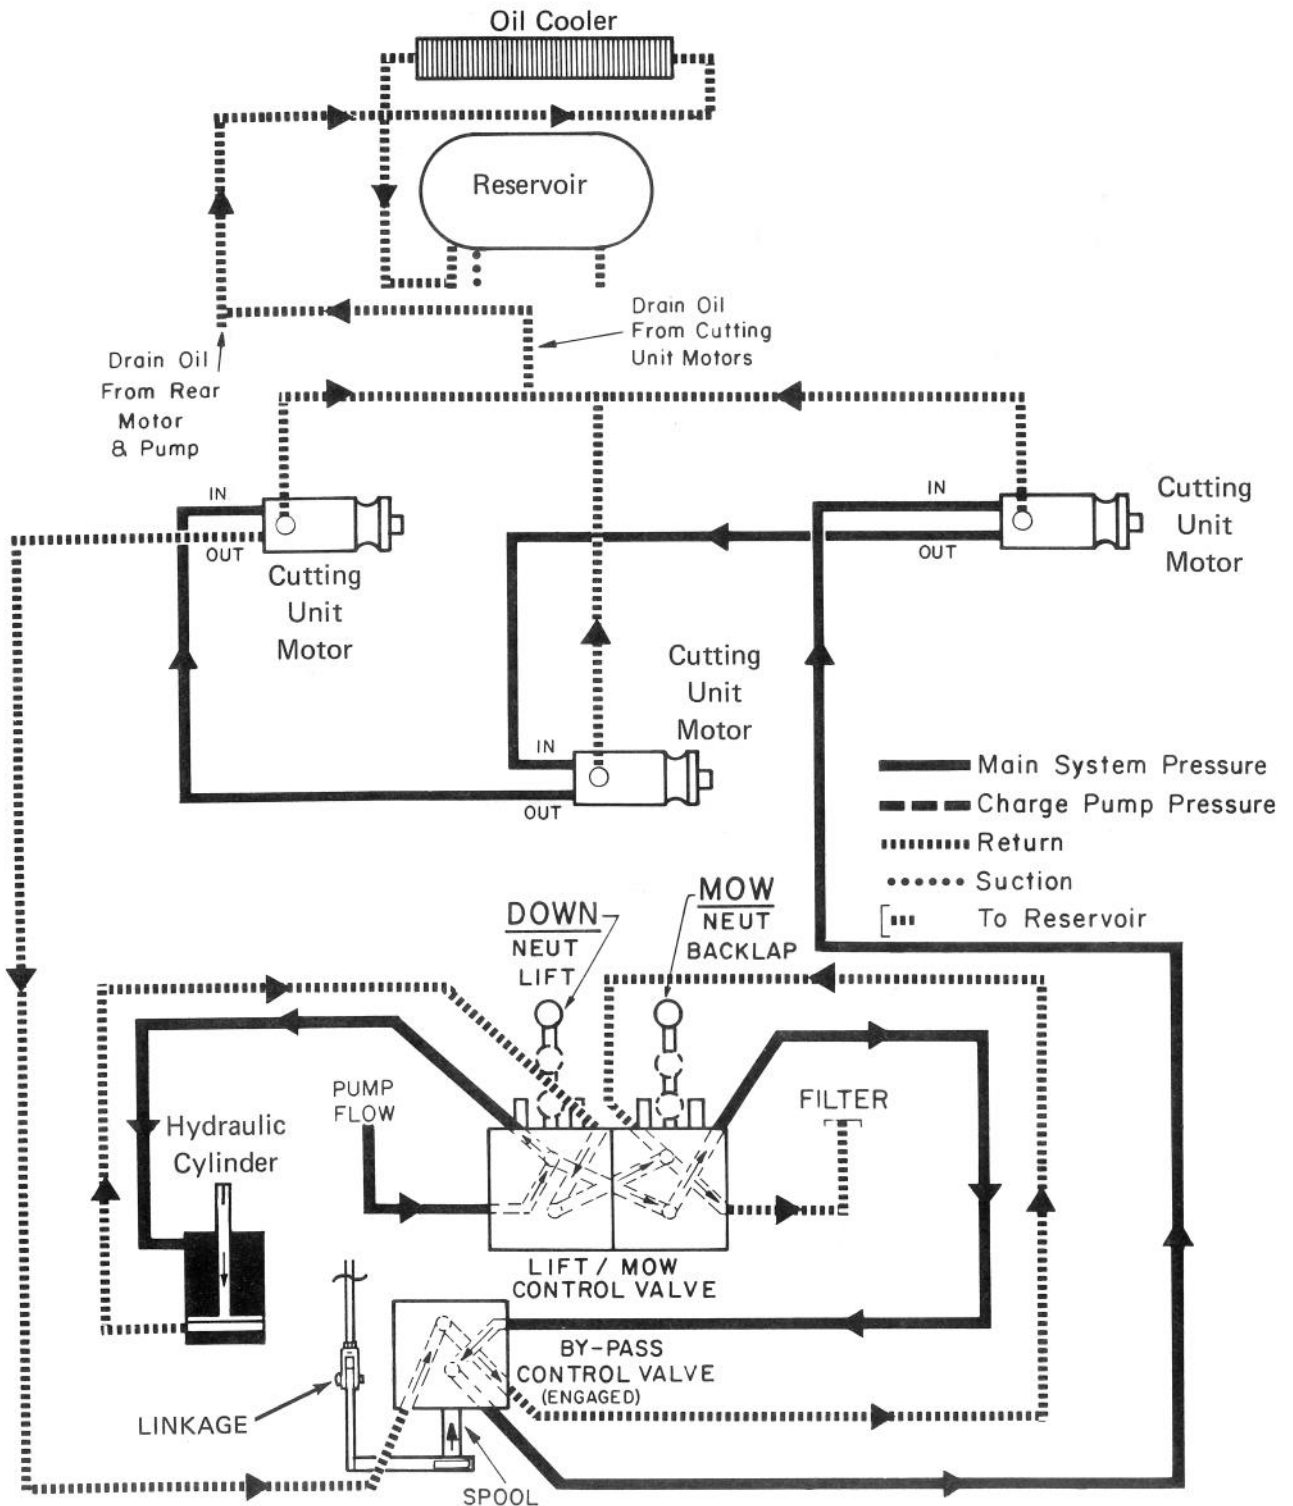 Oil Cooler
Reservoir
Drain Oil
From Cutting
Unit Motors
Drain Oil
From Rear
Motor
& Pump
IN
OUT
Cutting
Unit
Motor
IN
OUT
Cutting
Unit
Motor
Cutting
Unit
Motor
IN
OUT
Main System Pressure
Charge Pump Pressure
Return
Suction
To Reservoir
DOWN
NEUT
LIFT
MOW
NEUT
BACKLAP
PUMP
FLOW
FILTER
Hydraulic
Cylinder
LIFT / MOW
CONTROL VALVE
BY-PASS
CONTROL VALVE
(ENGAGED)
LINKAGE
SPOOL